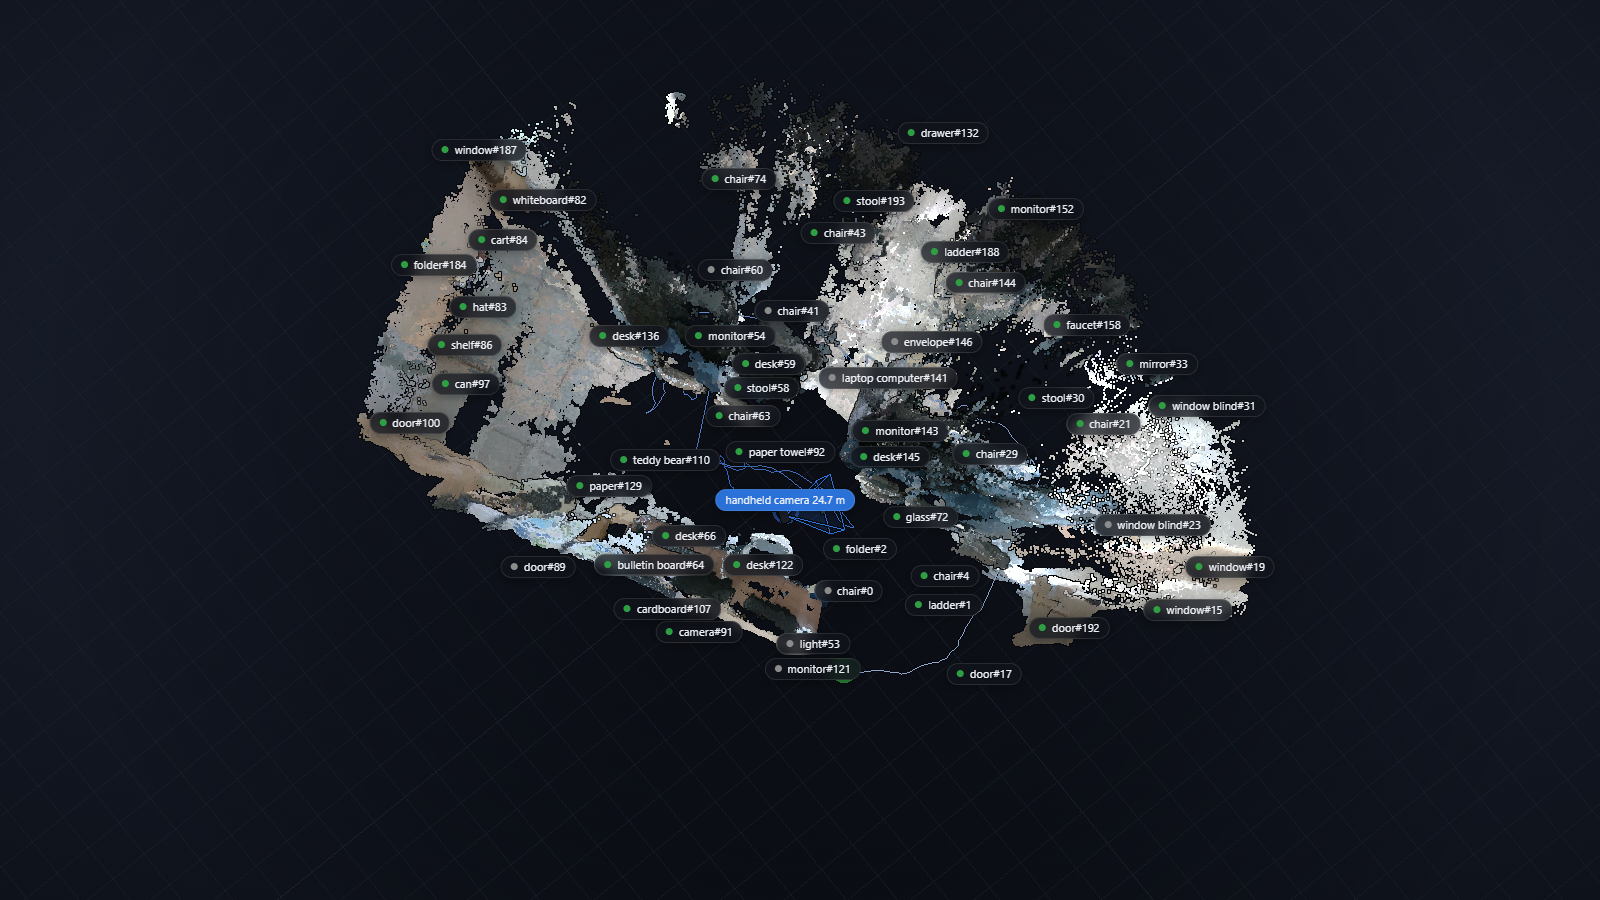 drawer#132
window#187
chair#74
whiteboard#82
stool#193
monitor#152
chair#43
cart#84
ladder#188
folder#184
chair#60
chair#144
hat#83
chair#41
faucet#158
desk#136
monitor#54
envelope#146
shelf#86
desk#59
mirror#33
laptop computer#141
can#97
stool#58
stool#30
window blind#31
chair#63
door#100
chair#21
monitor#143
paper towel#92
chair#29
desk#145
teddy bear#110
paper#129
handheld camera 24.7 m
glass#72
window blind#23
desk#66
folder#2
door#89
bulletin board#64
desk#122
window#19
chair#4
chair#0
ladder#1
cardboard#107
window#15
camera#91
door#192
light#53
monitor#121
door#17